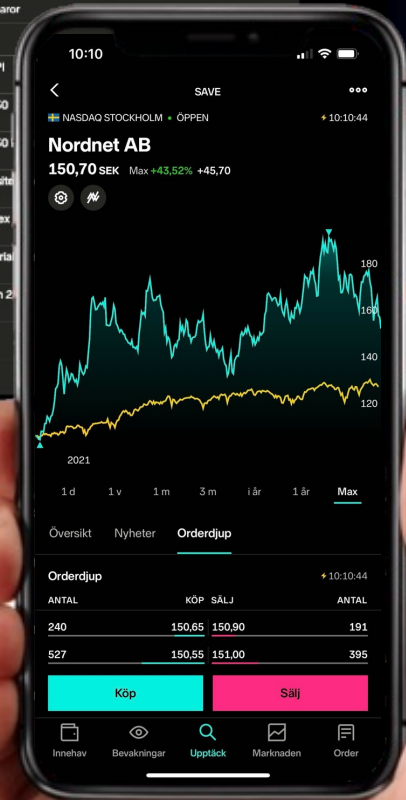 aror
PI
10:10
SAVE
NASDAQ STOCKHOLM • ÖPPEN 10:10:44
Nordnet AB
150,70 SEK Max +43,52% +45,70
180
160
140
120
2021
1 d 1 v 1 m 3 m i år 1 år Max
Översikt Nyheter Orderdjup
Orderdjup 10:10:44
ANTAL KÖP SÄLJ ANTAL
240 150,65 150,90 191
527 150,55 151,00 395
Köp Sälj
Innehav Bevakningar Upptäck Marknaden Order